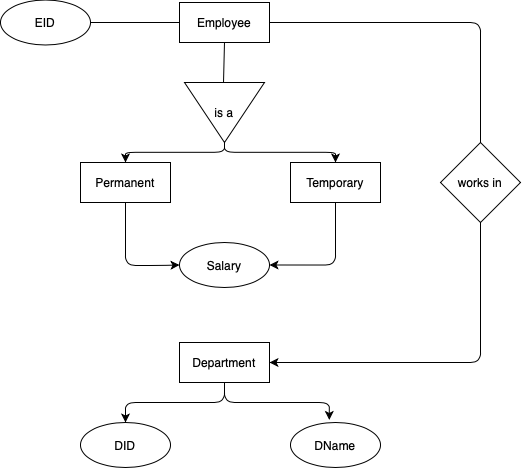 EID
Employee
is a
Permanent
Temporary
works in
Salary
Department
DID
DName